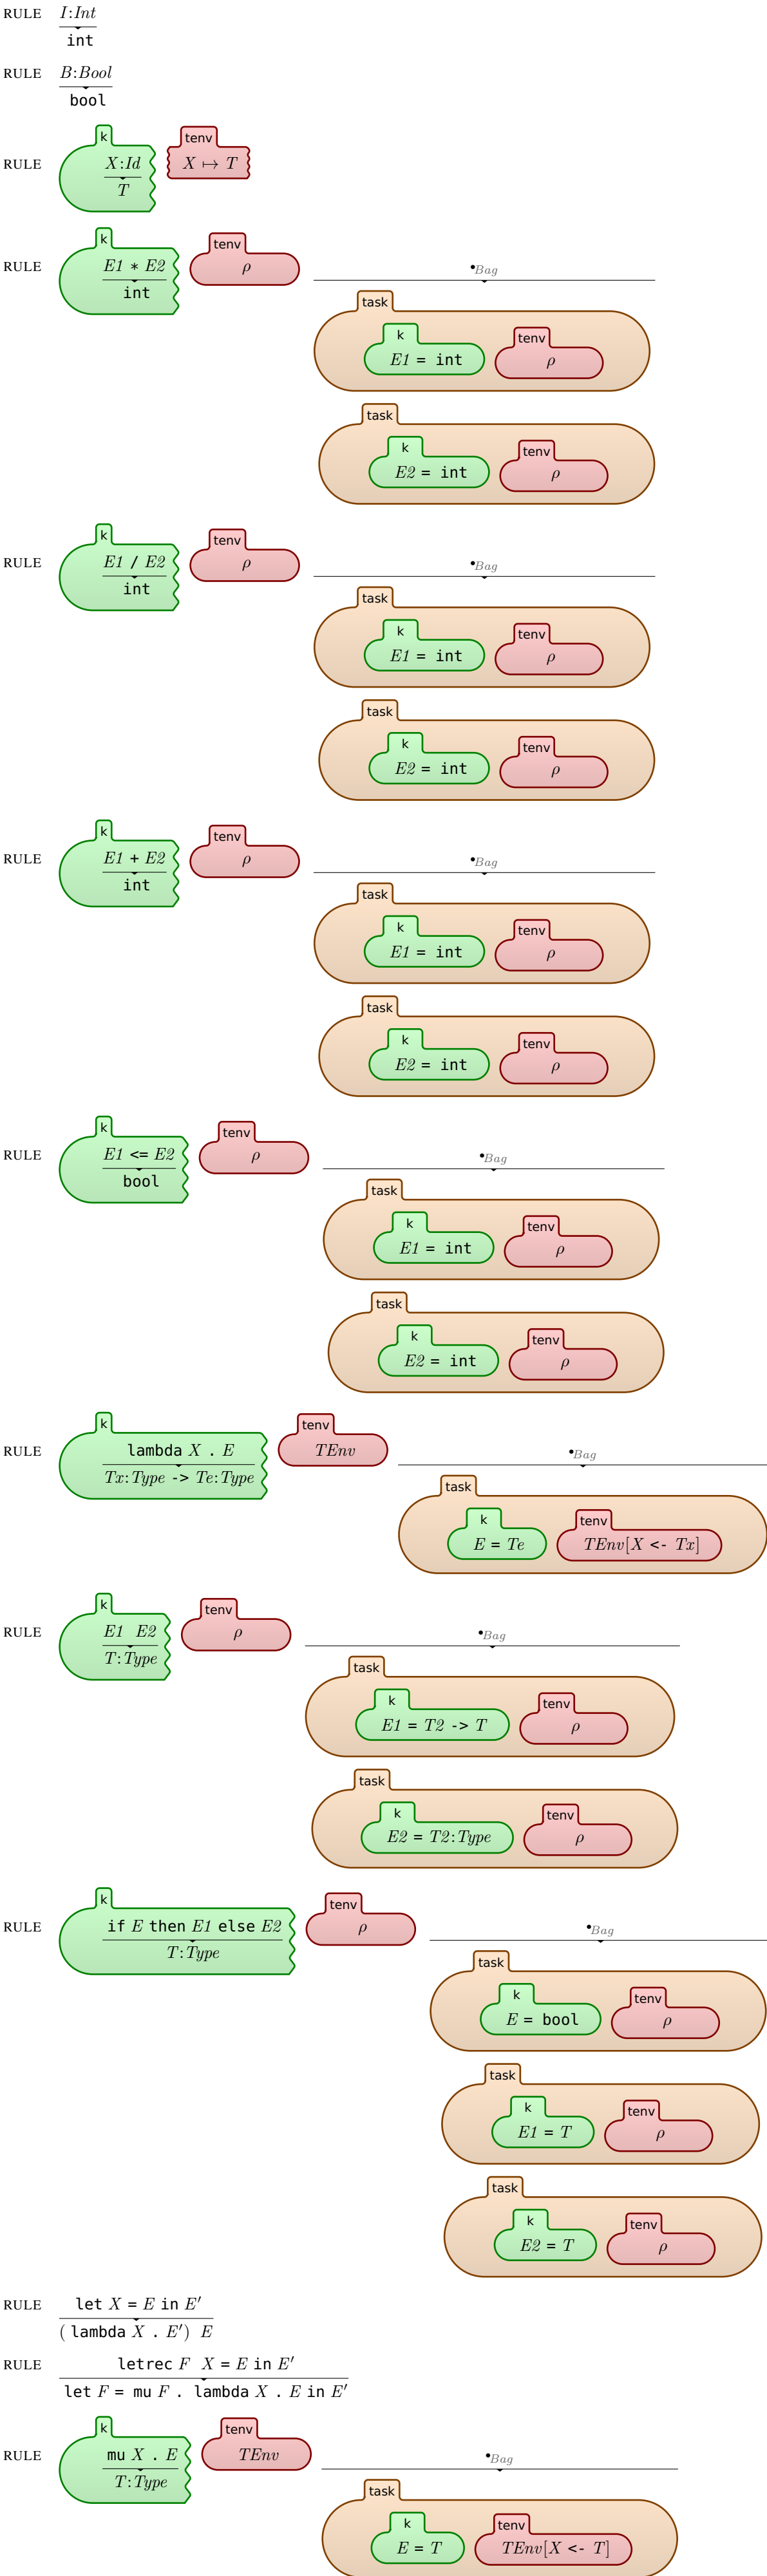 RULE I:Int
int
RULE B:Bool
bool
k tenv
RULE X:Id X ↦ T
T
k tenv
RULE E1 * E2 ρ •Bag
int
task
k tenv
E1 = int ρ
task
k tenv
E2 = int ρ
k tenv
RULE E1 / E2 ρ •Bag
int
task
k tenv
E1 = int ρ
task
k tenv
E2 = int ρ
k tenv
RULE E1 + E2 ρ •Bag
int
task
k tenv
E1 = int ρ
task
k tenv
E2 = int ρ
k tenv
RULE E1 <= E2 ρ •Bag
bool
task
k tenv
E1 = int ρ
task
k tenv
E2 = int ρ
k tenv
RULE lambda X . E TEnv •Bag
Tx:Type -> Te:Type
task
k tenv
E = Te TEnv[X <- Tx]
k tenv
RULE E1 E2 ρ •Bag
T:Type
task
k tenv
E1 = T2 -> T ρ
task
k tenv
E2 = T2:Type ρ
k tenv
RULE if E then E1 else E2 ρ •Bag
T:Type
task
k tenv
E = bool ρ
task
k tenv
E1 = T ρ
task
k tenv
E2 = T ρ
RULE let X = E in E′
( lambda X . E′) E
RULE letrec F X = E in E′
let F = mu F . lambda X . E in E′
k tenv
RULE mu X . E TEnv •Bag
T:Type
task
k tenv
E = T TEnv[X <- T]